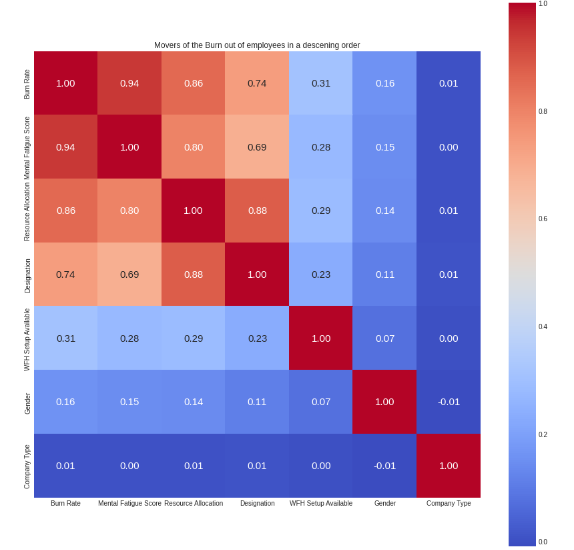 Movers of the Burn out of employees in a descening order
Burn Rate 1.00 0.94 0.86 0.74 0.31 0.16 0.01
Mental Fatigue Score 0.94 1.00 0.80 0.69 0.28 0.15 0.00
Resource Allocation 0.86 0.80 1.00 0.88 0.29 0.14 0.01
Designation 0.74 0.69 0.88 1.00 0.23 0.11 0.01
WFH Setup Available 0.31 0.28 0.29 0.23 1.00 0.07 0.00
Gender 0.16 0.15 0.14 0.11 0.07 1.00 -0.01
Company Type 0.01 0.00 0.01 0.01 0.00 -0.01 1.00
Burn Rate Mental Fatigue Score Resource Allocation Designation WFH Setup Available Gender Company Type
1.0
0.8
0.6
0.4
0.2
0.0